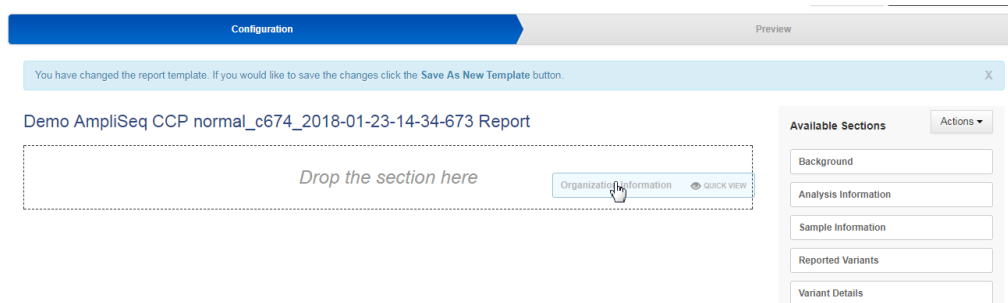 Configuration
Preview
You have changed the report template. If you would like to save the changes click the Save As New Template button.
X
Demo AmpliSeq CCP normal_c674_2018-01-23-14-34-673 Report
Available Sections
Actions
Drop the section here
Organization Information
QUICK VIEW
Background
Analysis Information
Sample Information
Reported Variants
Variant Details